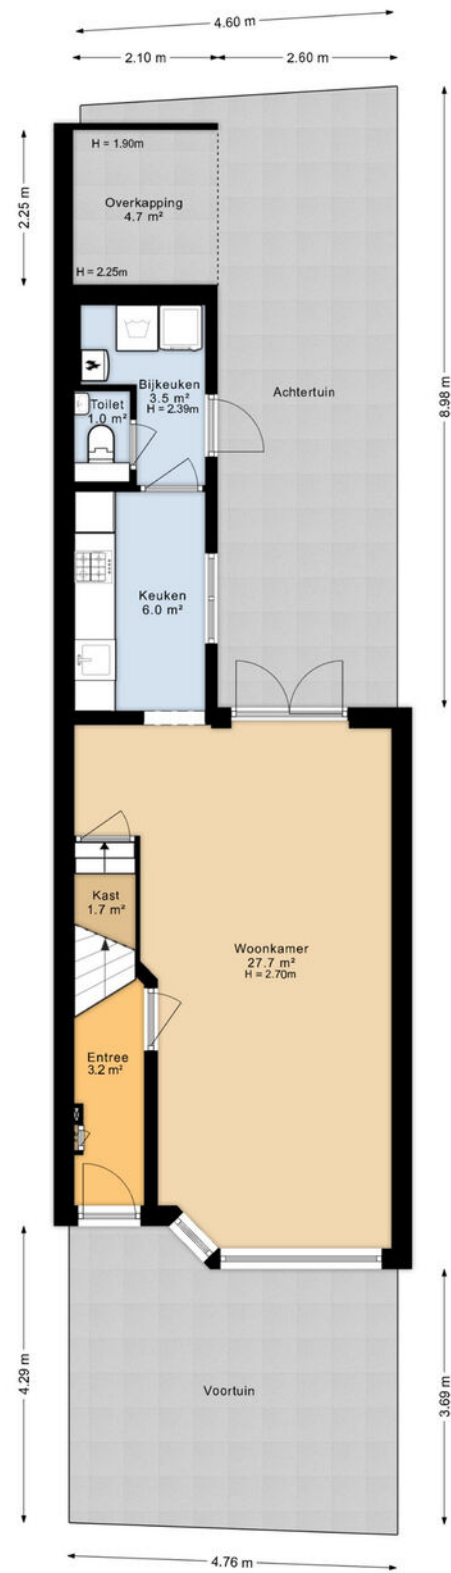 4.60 m
2.10 m
2.60 m
H = 1.90m
2.25 m
Overkapping
4.7 m²
H = 2.25m
8.98 m
Bijkeuken
3.5 m²
H = 2.39m
Toilet
1.0 m²
Achtertuin
Keuken
6.0 m²
Kast
1.7 m²
Woonkamer
27.7 m²
H = 2.70m
Entree
3.2 m²
4.29 m
3.69 m
Voortuin
4.76 m